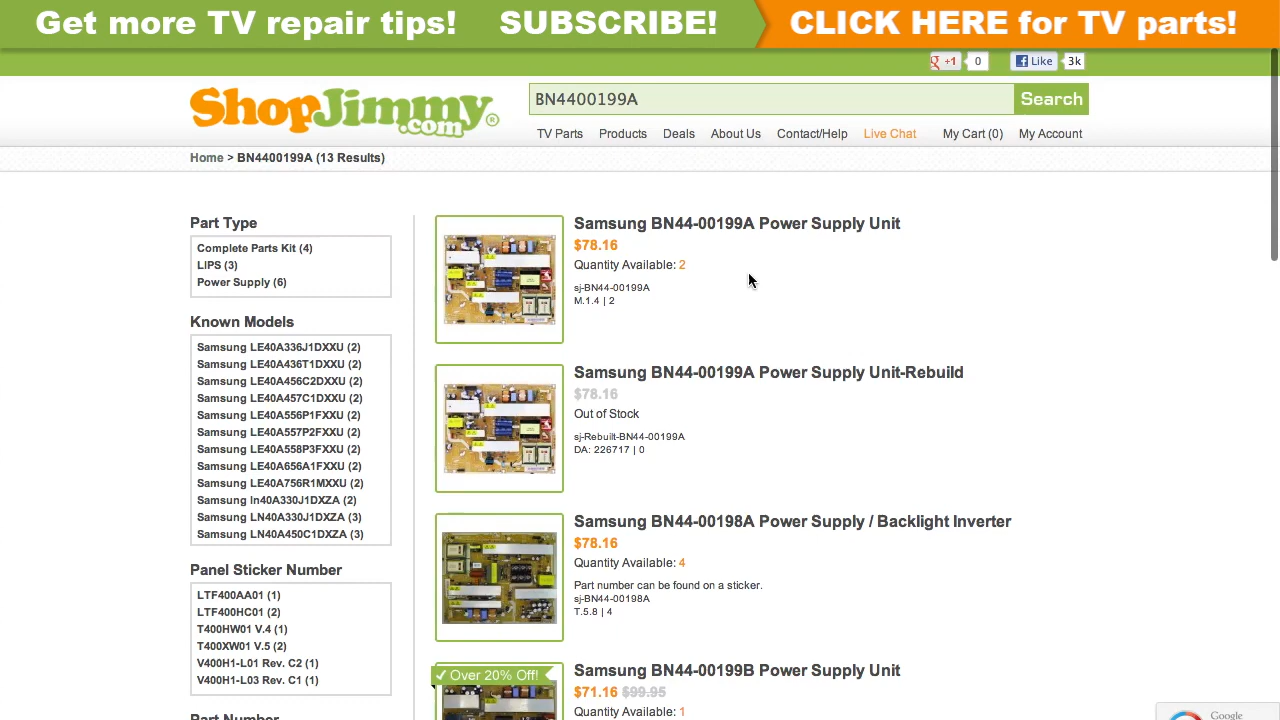 Get more TV repair tips! SUBSCRIBE! CLICK HERE for TV parts!
+1 0 Like 3k
ShopJimmy.com®
BN4400199A Search
TV Parts Products Deals About Us Contact/Help Live Chat My Cart (0) My Account
Home > BN4400199A (13 Results)
Part Type
Complete Parts Kit (4)
LIPS (3)
Power Supply (6)
Known Models
Samsung LE40A336J1DXXU (2)
Samsung LE40A436T1DXXU (2)
Samsung LE40A456C2DXXU (2)
Samsung LE40A457C1DXXU (2)
Samsung LE40A556P1FXXU (2)
Samsung LE40A557P2FXXU (2)
Samsung LE40A558P3FXXU (2)
Samsung LE40A656A1FXXU (2)
Samsung LE40A756R1MXXU (2)
Samsung ln40A330J1DXZA (2)
Samsung LN40A330J1DXZA (3)
Samsung LN40A450C1DXZA (3)
Panel Sticker Number
LTF400AA01 (1)
LTF400HC01 (2)
T400HW01 V.4 (1)
T400XW01 V.5 (2)
V400H1-L01 Rev. C2 (1)
V400H1-L03 Rev. C1 (1)
Part Number
Samsung BN44-00199A Power Supply Unit
$78.16
Quantity Available: 2
sj-BN44-00199A
M.1.4 | 2
Samsung BN44-00199A Power Supply Unit-Rebuild
$78.16
Out of Stock
sj-Rebuilt-BN44-00199A
DA: 226717 | 0
Samsung BN44-00198A Power Supply / Backlight Inverter
$78.16
Quantity Available: 4
Part number can be found on a sticker.
sj-BN44-00198A
T.5.8 | 4
✓ Over 20% Off!
Samsung BN44-00199B Power Supply Unit
$71.16 $99.95
Quantity Available: 1
Google